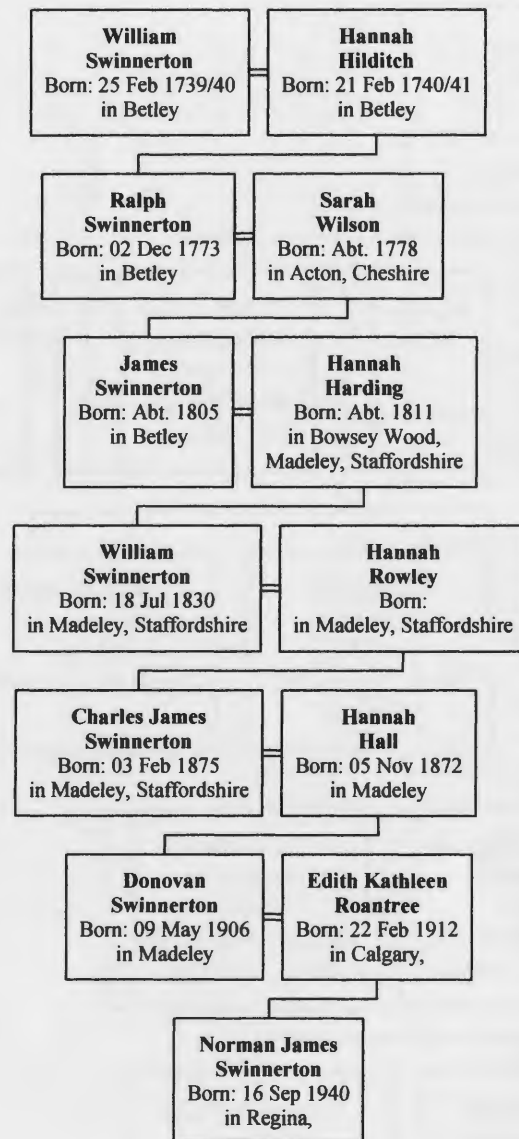 William
Swinnerton
Born: 25 Feb 1739/40
in Betley
Hannah
Hilditch
Born: 21 Feb 1740/41
in Betley
Ralph
Swinnerton
Born: 02 Dec 1773
in Betley
Sarah
Wilson
Born: Abt. 1778
in Acton, Cheshire
James
Swinnerton
Born: Abt. 1805
in Betley
Hannah
Harding
Born: Abt. 1811
in Bowsey Wood,
Madeley, Staffordshire
William
Swinnerton
Born: 18 Jul 1830
in Madeley, Staffordshire
Hannah
Rowley
Born:
in Madeley, Staffordshire
Charles James
Swinnerton
Born: 03 Feb 1875
in Madeley, Staffordshire
Hannah
Hall
Born: 05 Nov 1872
in Madeley
Donovan
Swinnerton
Born: 09 May 1906
in Madeley
Edith Kathleen
Roantree
Born: 22 Feb 1912
in Calgary,
Norman James
Swinnerton
Born: 16 Sep 1940
in Regina,